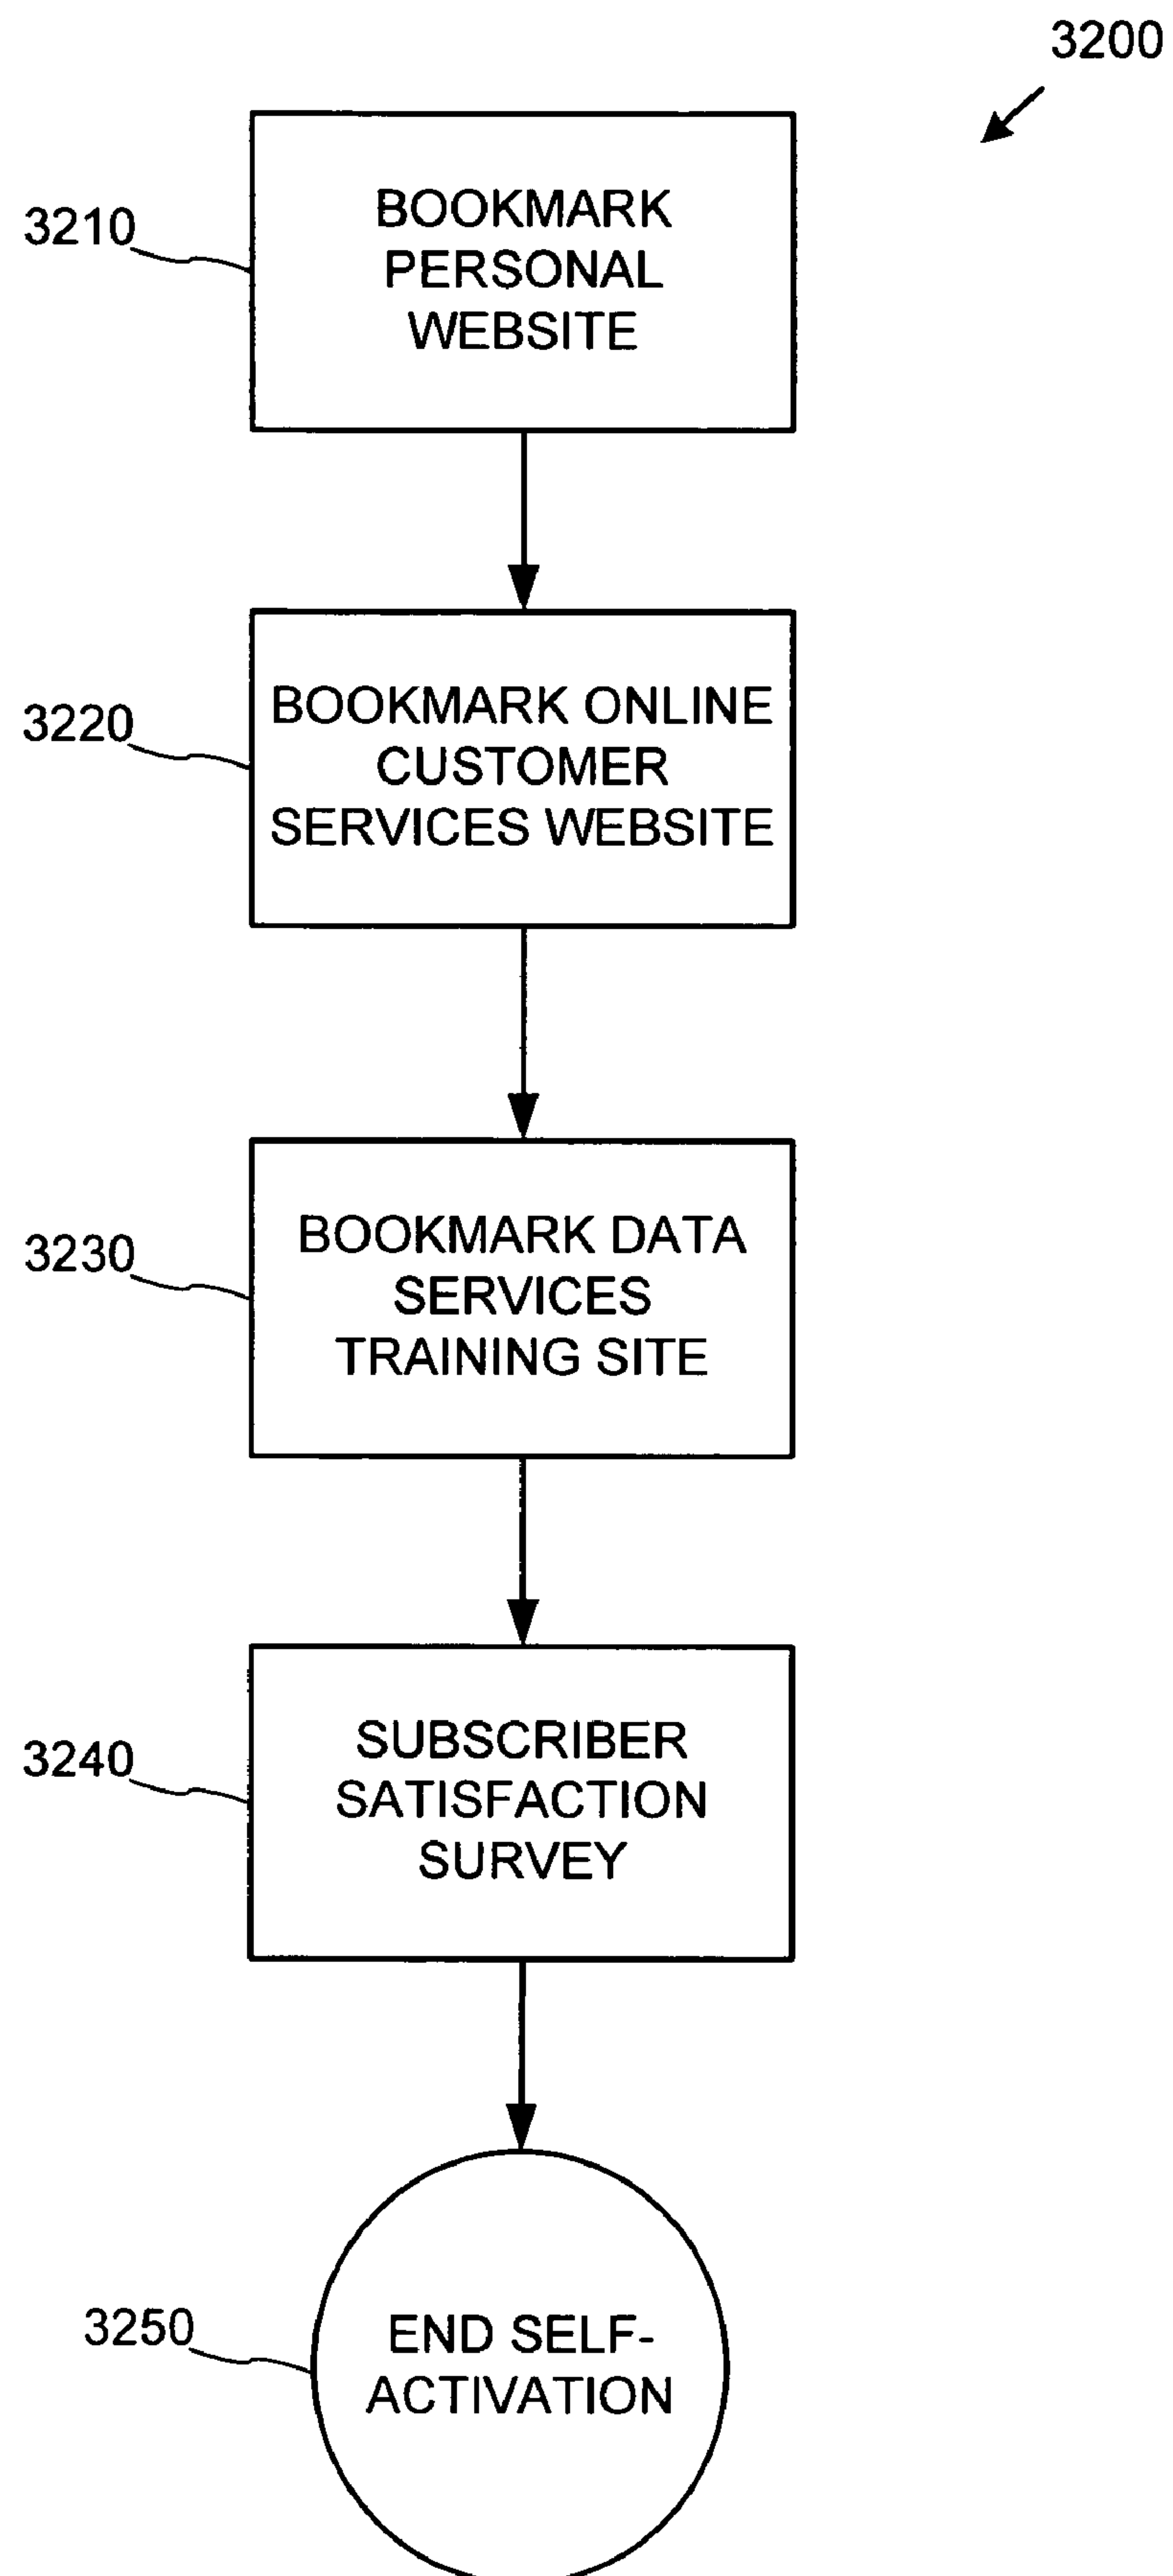 3200
3210
BOOKMARK
PERSONAL
WEBSITE
3220
BOOKMARK ONLINE
CUSTOMER
SERVICES WEBSITE
3230
BOOKMARK DATA
SERVICES
TRAINING SITE
3240
SUBSCRIBER
SATISFACTION
SURVEY
3250
END SELF-
ACTIVATION